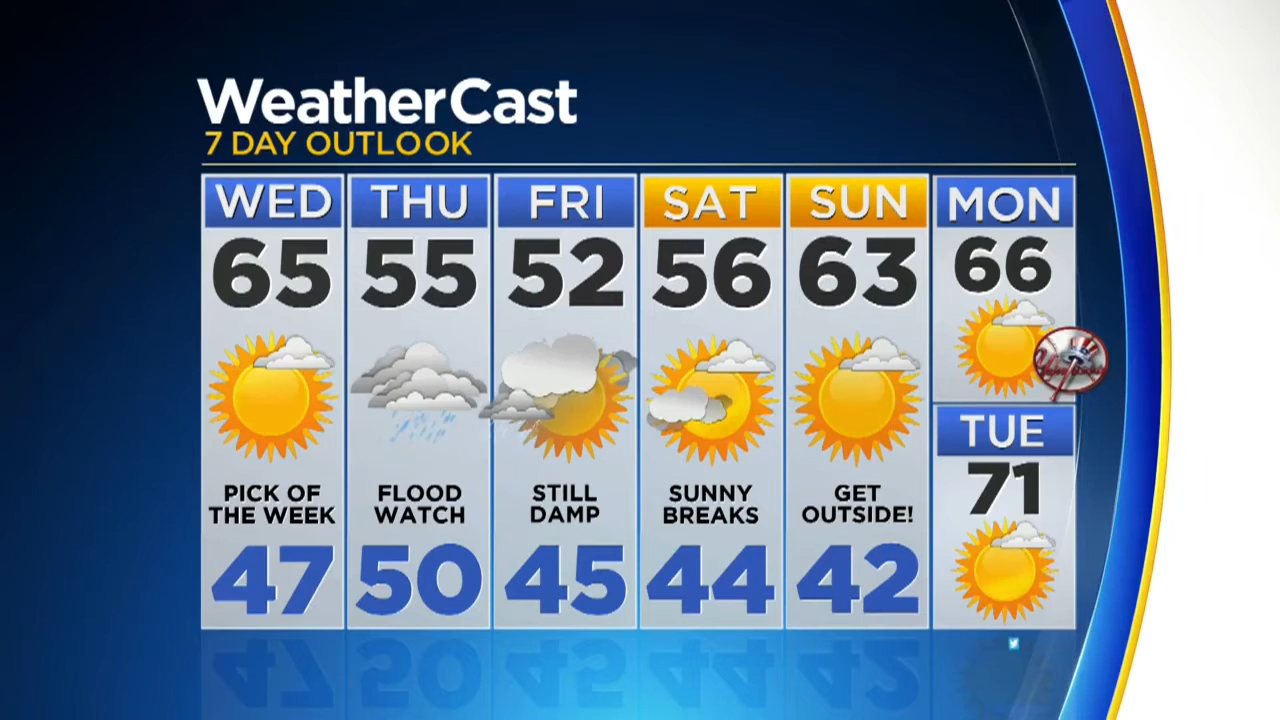 WeatherCast
7 DAY OUTLOOK
WED
65
PICK OF
THE WEEK
47
THU
55
FLOOD
WATCH
50
FRI
52
STILL
DAMP
45
SAT
56
SUNNY
BREAKS
44
SUN
63
GET
OUTSIDE!
42
MON
66
TUE
71